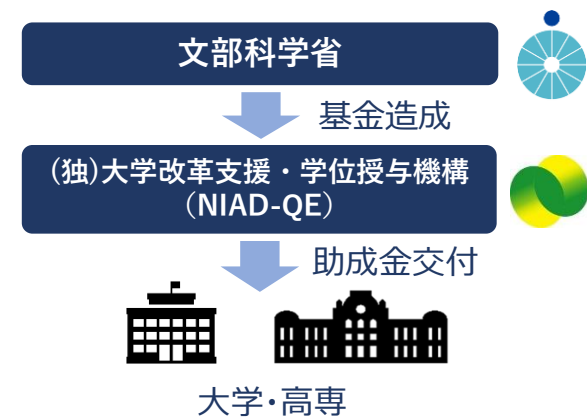 文部科学省
基金造成
(独)大学改革支援・学位授与機構
(NIAD-QE)
助成金交付
大学・高専